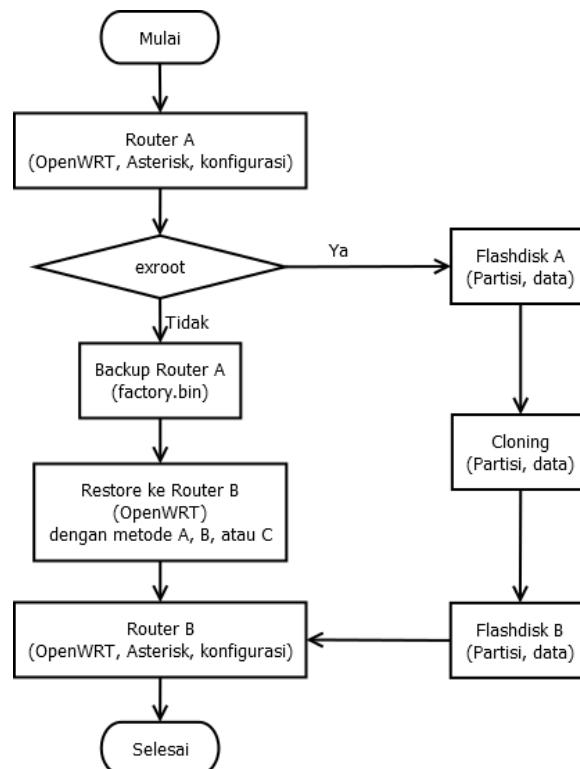 Mulai
Router A
(OpenWRT, Asterisk, konfigurasi)
exroot
Ya
Tidak
Flashdisk A
(Partisi, data)
Backup Router A
(factory.bin)
Cloning
(Partisi, data)
Restore ke Router B
(OpenWRT)
dengan metode A, B, atau C
Router B
(OpenWRT, Asterisk, konfigurasi)
Flashdisk B
(Partisi, data)
Selesai